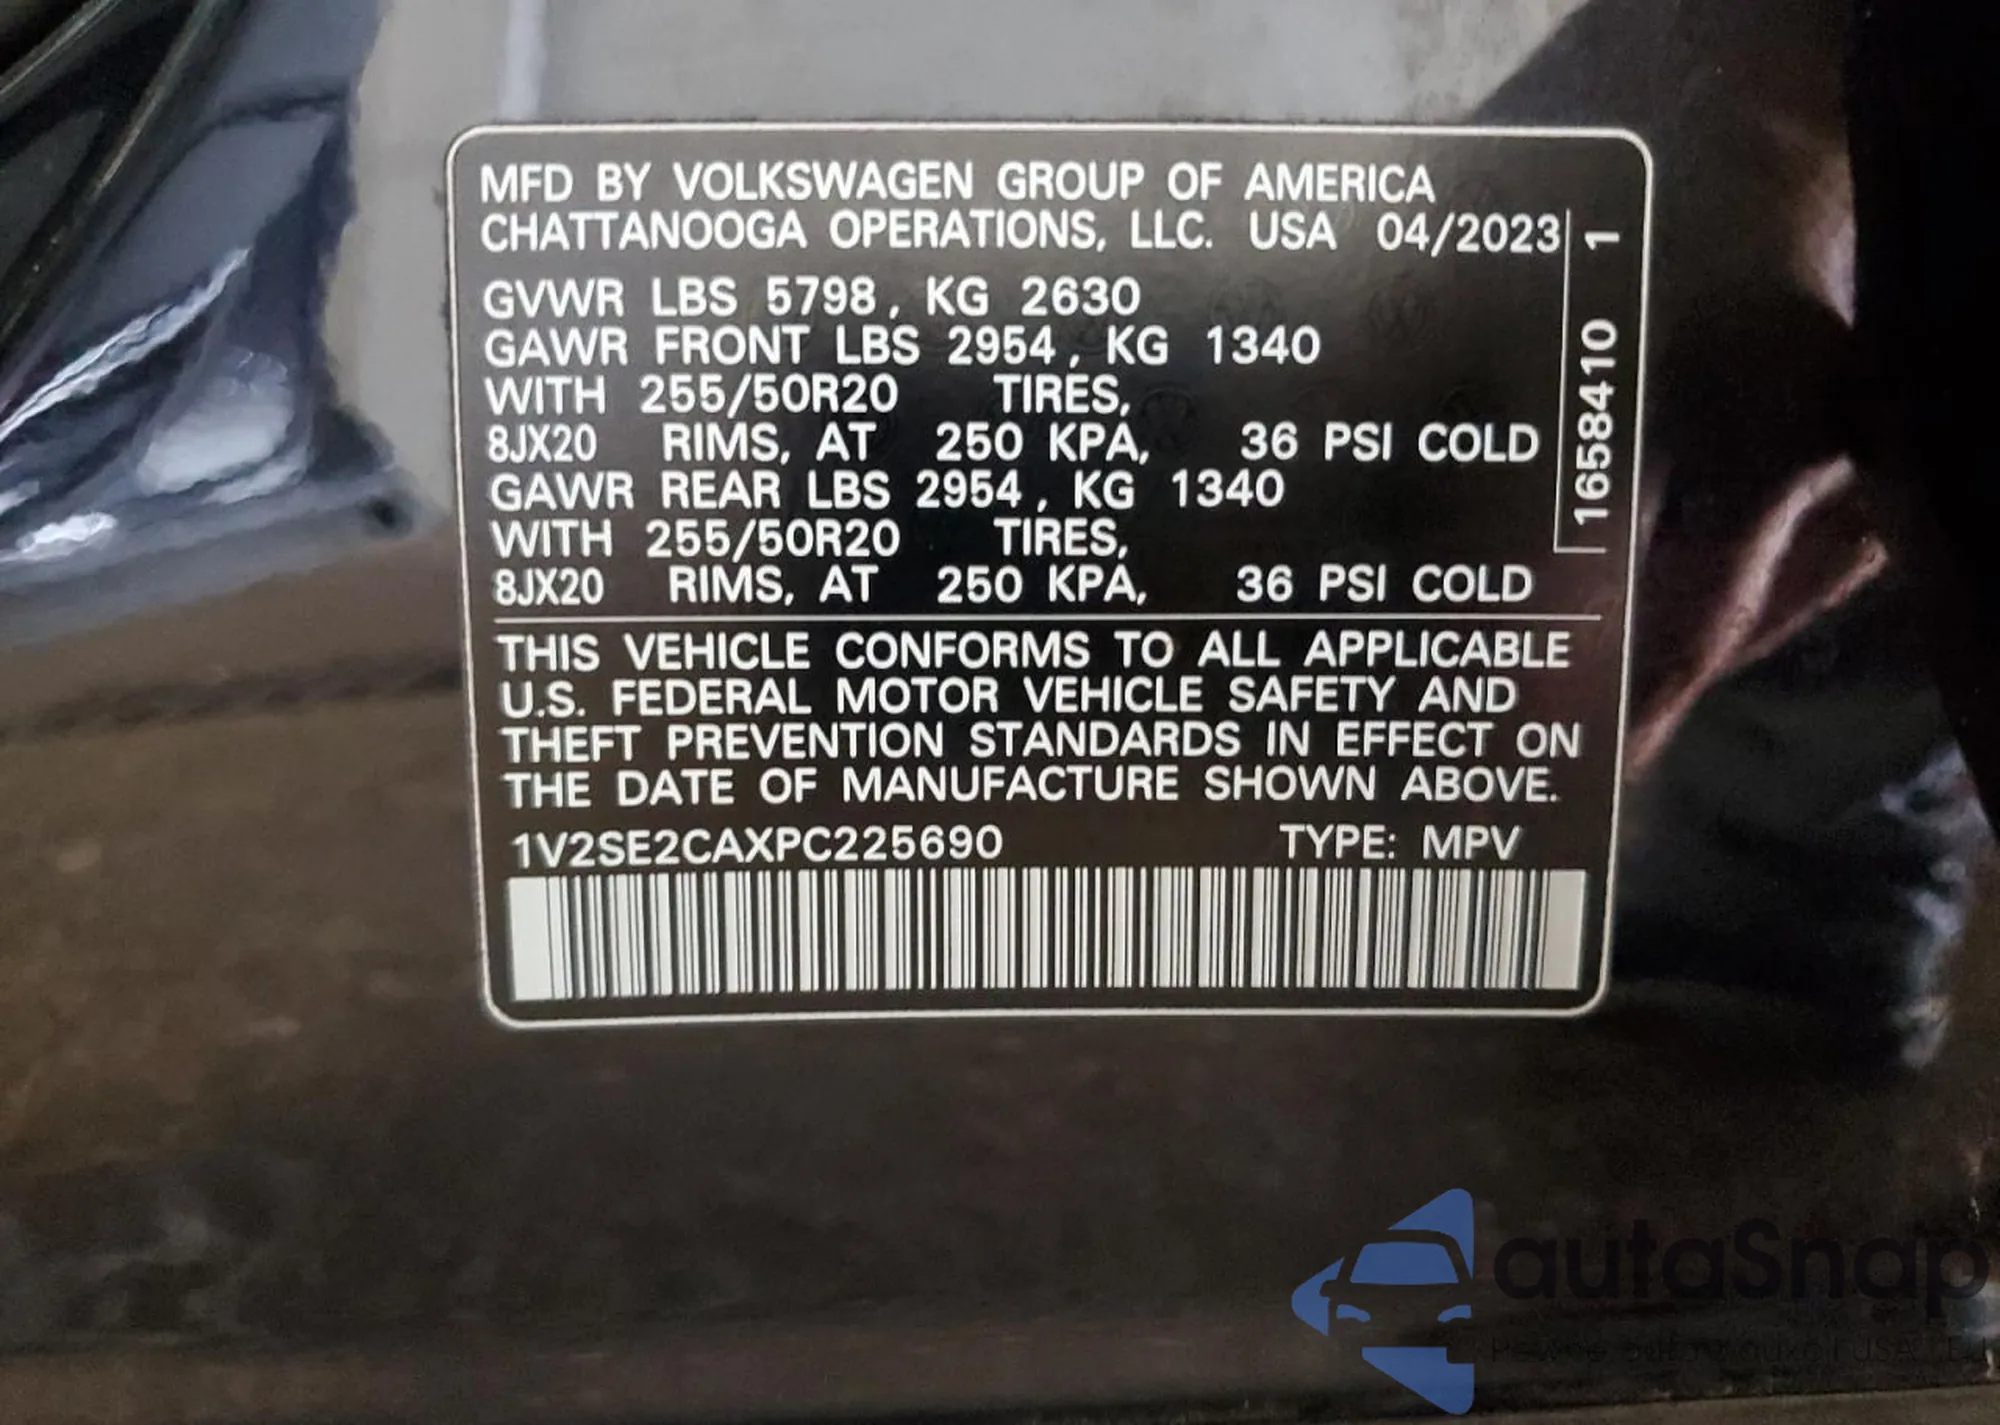 MFD BY VOLKSWAGEN GROUP OF AMERICA
CHATTANOOGA OPERATIONS, LLC. USA 04/2023
GVWR LBS 5798, KG 2630
GAWR FRONT LBS 2954, KG 1340
WITH 255/50R20 TIRES,
8JX20 RIMS, AT 250 KPA, 36 PSI COLD
GAWR REAR LBS 2954, KG 1340
WITH 255/50R20 TIRES,
8JX20 RIMS, AT 250 KPA, 36 PSI COLD
1658410 1
THIS VEHICLE CONFORMS TO ALL APPLICABLE
U.S. FEDERAL MOTOR VEHICLE SAFETY AND
THEFT PREVENTION STANDARDS IN EFFECT ON
THE DATE OF MANUFACTURE SHOWN ABOVE.
1V2SE2CAXPC225690 TYPE: MPV
autaSnap